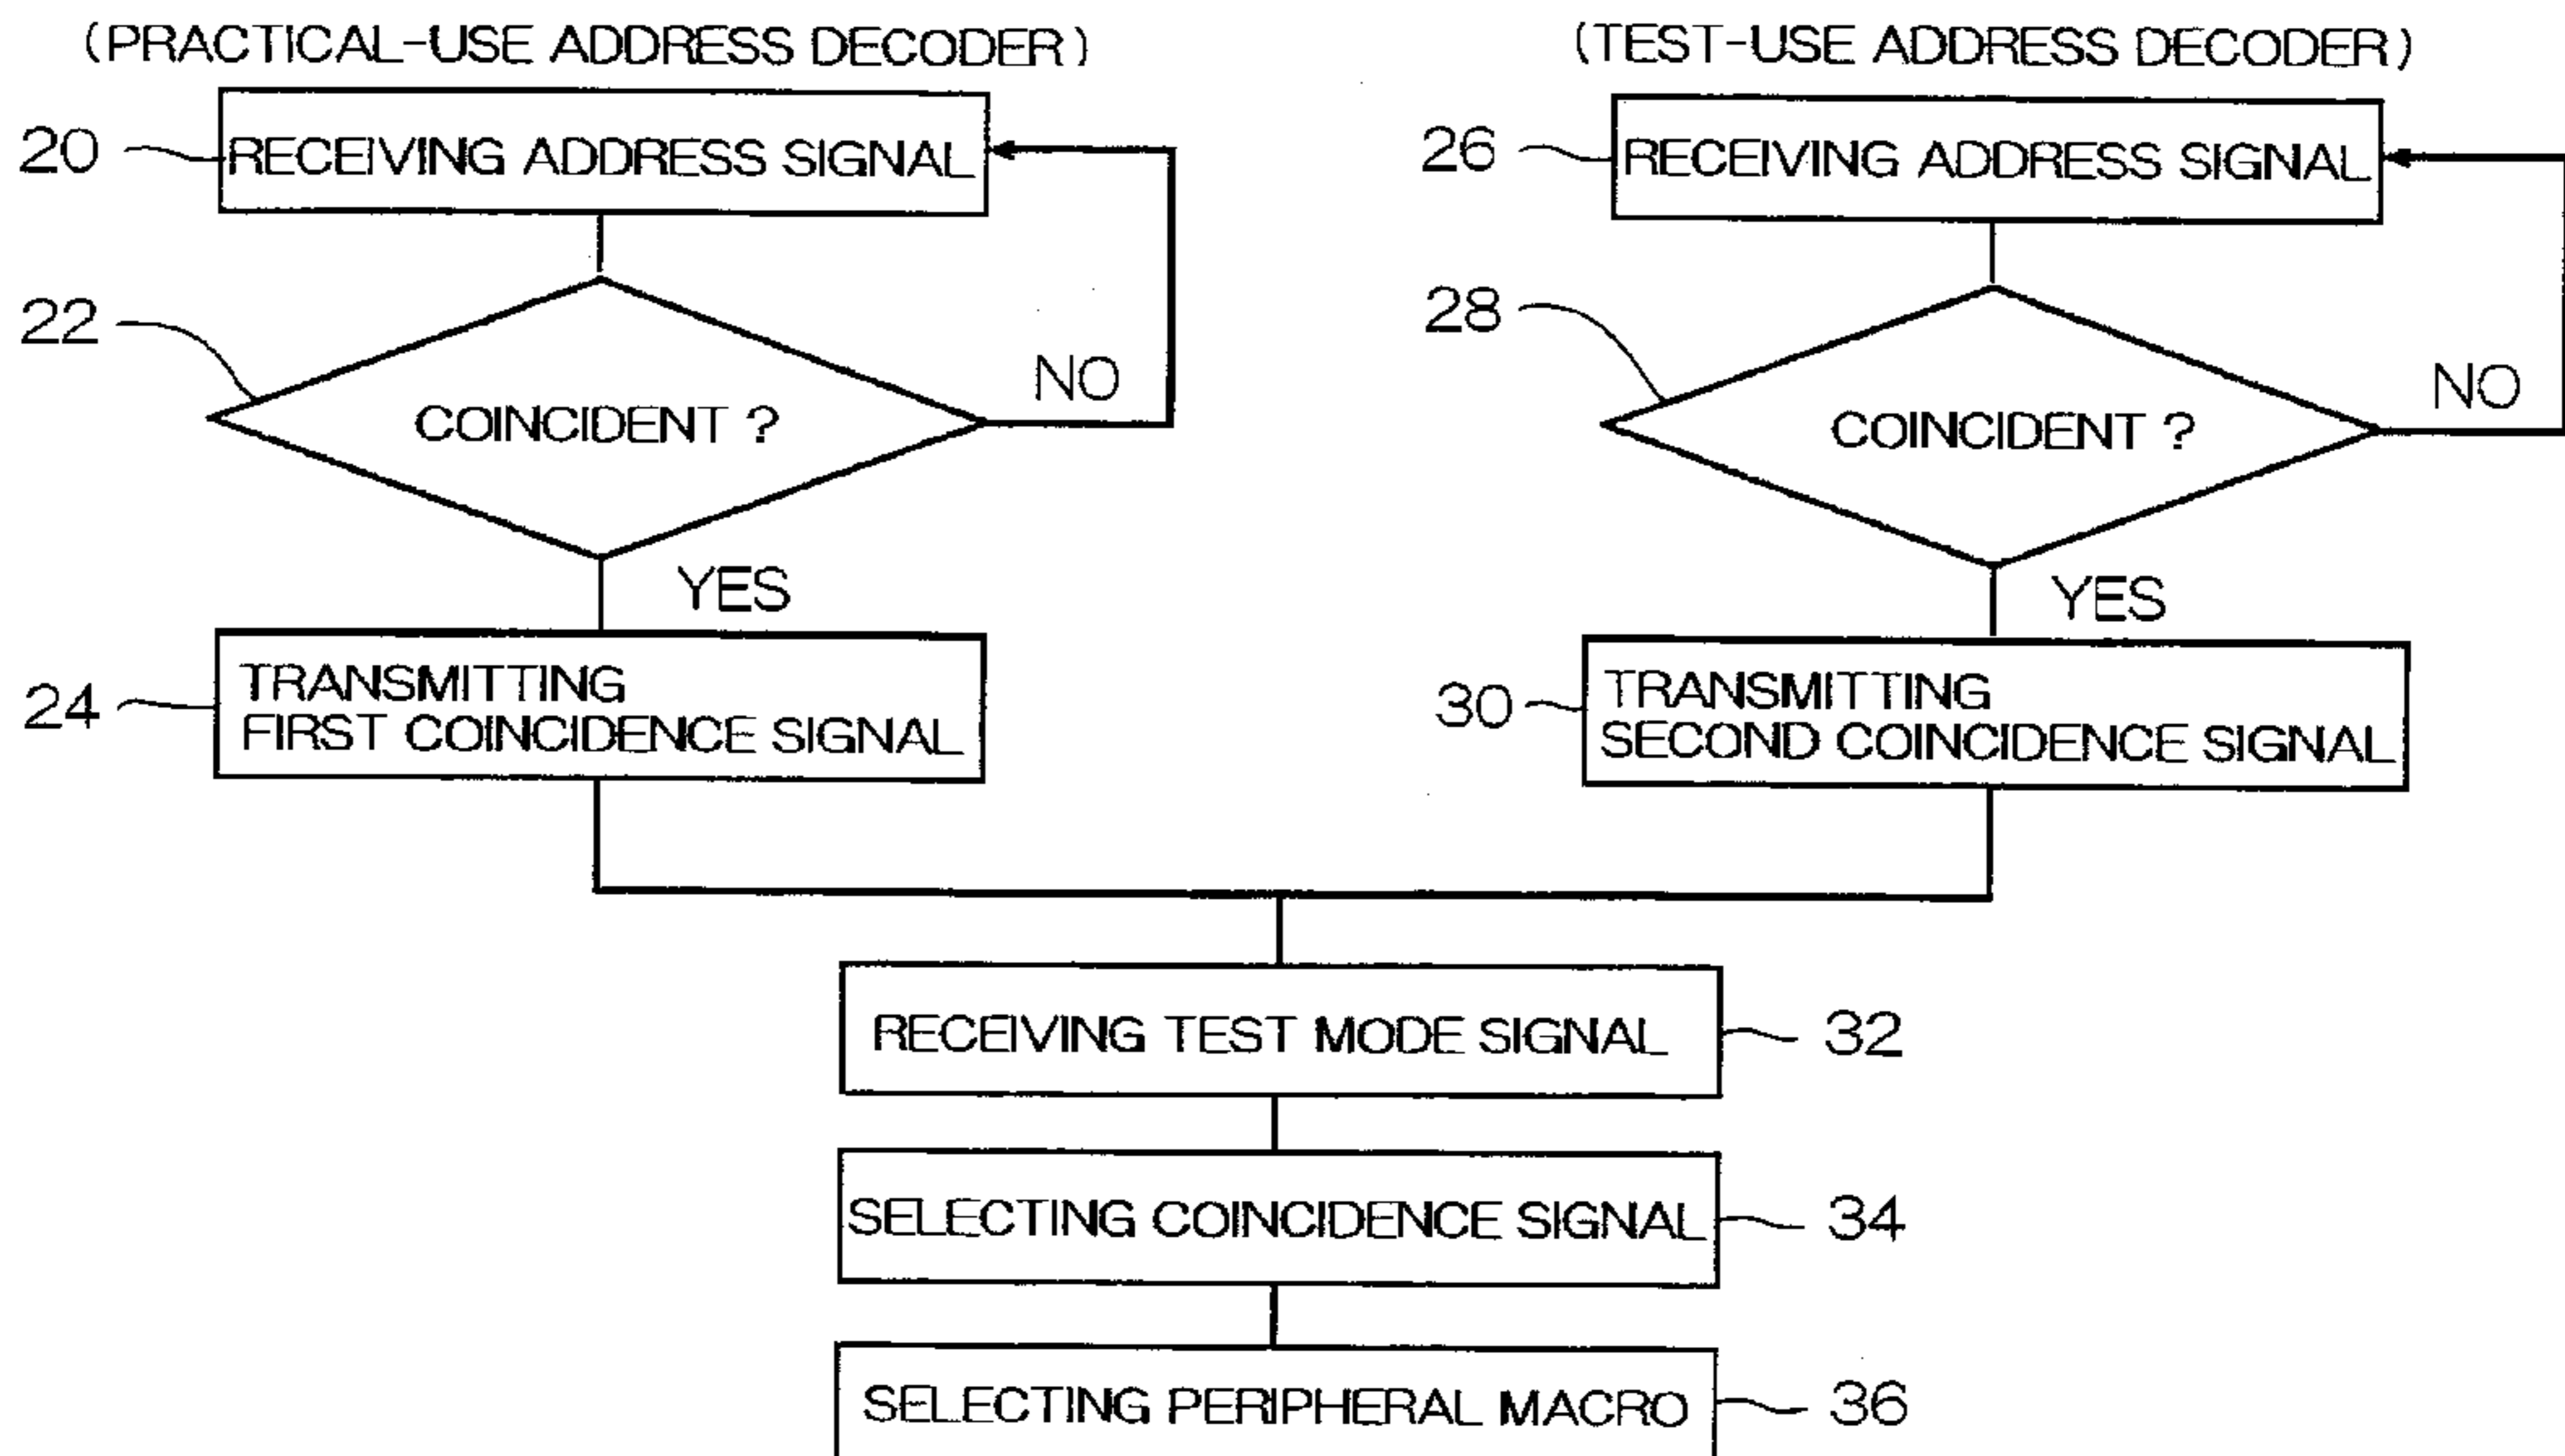 (PRACTICAL-USE ADDRESS DECODER)
20
RECEIVING ADDRESS SIGNAL
22
COINCIDENT ?
NO
YES
24
TRANSMITTING
FIRST COINCIDENCE SIGNAL
(TEST-USE ADDRESS DECODER)
26
RECEIVING ADDRESS SIGNAL
28
COINCIDENT ?
NO
YES
30
TRANSMITTING
SECOND COINCIDENCE SIGNAL
RECEIVING TEST MODE SIGNAL
32
SELECTING COINCIDENCE SIGNAL
34
SELECTING PERIPHERAL MACRO
36